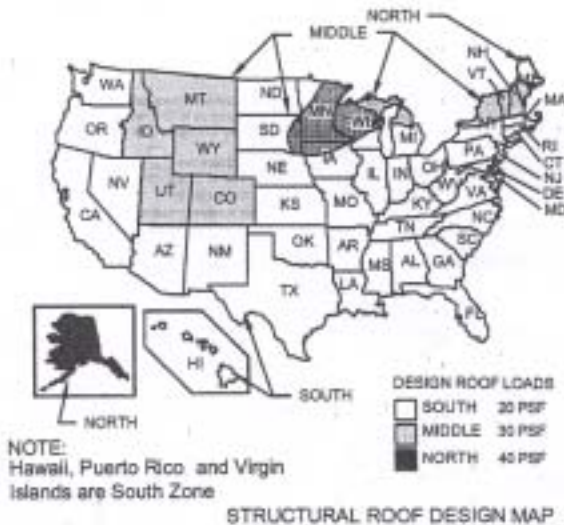 NORTH
MIDDLE
NH
VT
WA
MT
ND
MN
MA
OR
ID
SD
WI
MI
WY
IA
PA
RI
CT
NJ
DE
MD
NV
NE
IL
IN
OH
WV
VA
UT
CO
KS
MO
KY
NC
CA
TN
SC
AZ
NM
OK
AR
MS
AL
GA
TX
LA
FL
HI
SOUTH
NORTH
DESIGN ROOF LOADS
SOUTH 20 PSF
MIDDLE 30 PSF
NORTH 40 PSF
NOTE:
Hawaii, Puerto Rico and Virgin
Islands are South Zone
STRUCTURAL ROOF DESIGN MAP